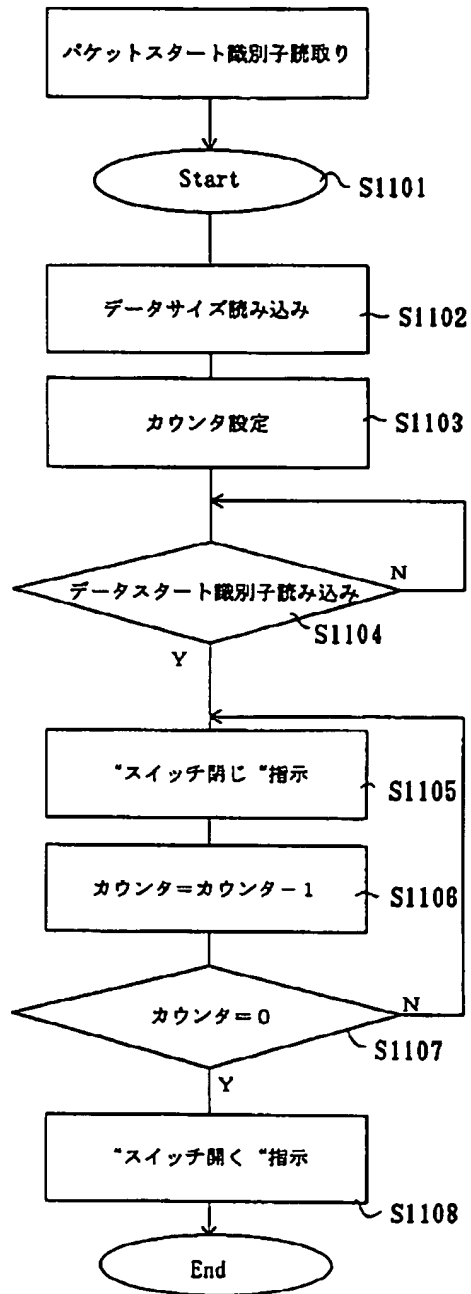 パケットスタート識別子読取り
Start
S1101
データサイズ読み込み
S1102
カウンタ設定
S1103
データスタート識別子読み込み
N
S1104
Y
“スイッチ閉じ“指示
S1105
カウンタ=カウンタ-1
S1106
カウンタ=0
N
S1107
Y
“スイッチ開く“指示
S1108
End